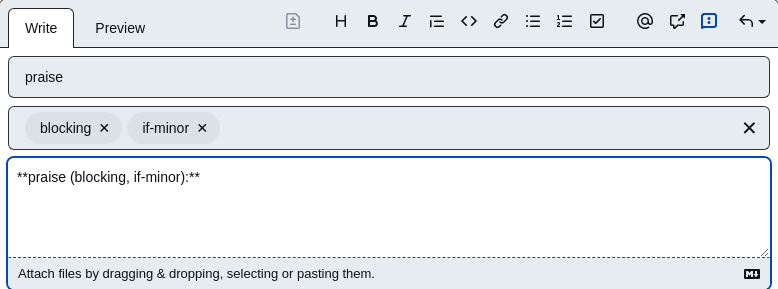 Write Preview
praise
blocking × if-minor ×
**praise (blocking, if-minor):**
Attach files by dragging & dropping, selecting or pasting them.